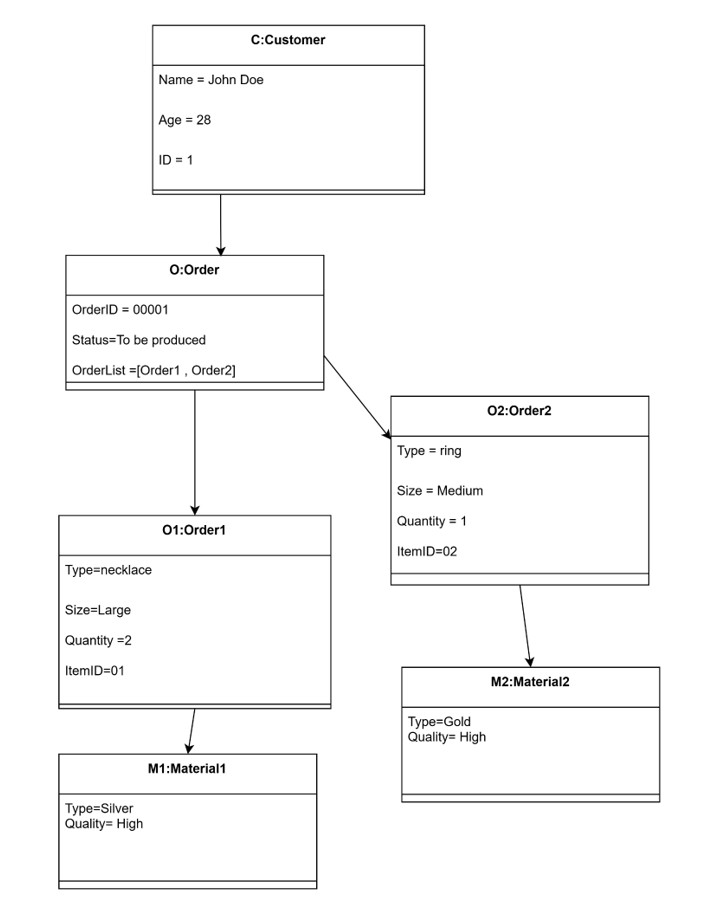 C:Customer
Name = John Doe
Age = 28
ID = 1
O:Order
OrderID = 00001
Status=To be produced
OrderList =[Order1 , Order2]
O2:Order2
Type = ring
Size = Medium
Quantity = 1
ItemID=02
O1:Order1
Type=necklace
Size=Large
Quantity =2
ItemID=01
M2:Material2
Type=Gold
Quality= High
M1:Material1
Type=Silver
Quality= High